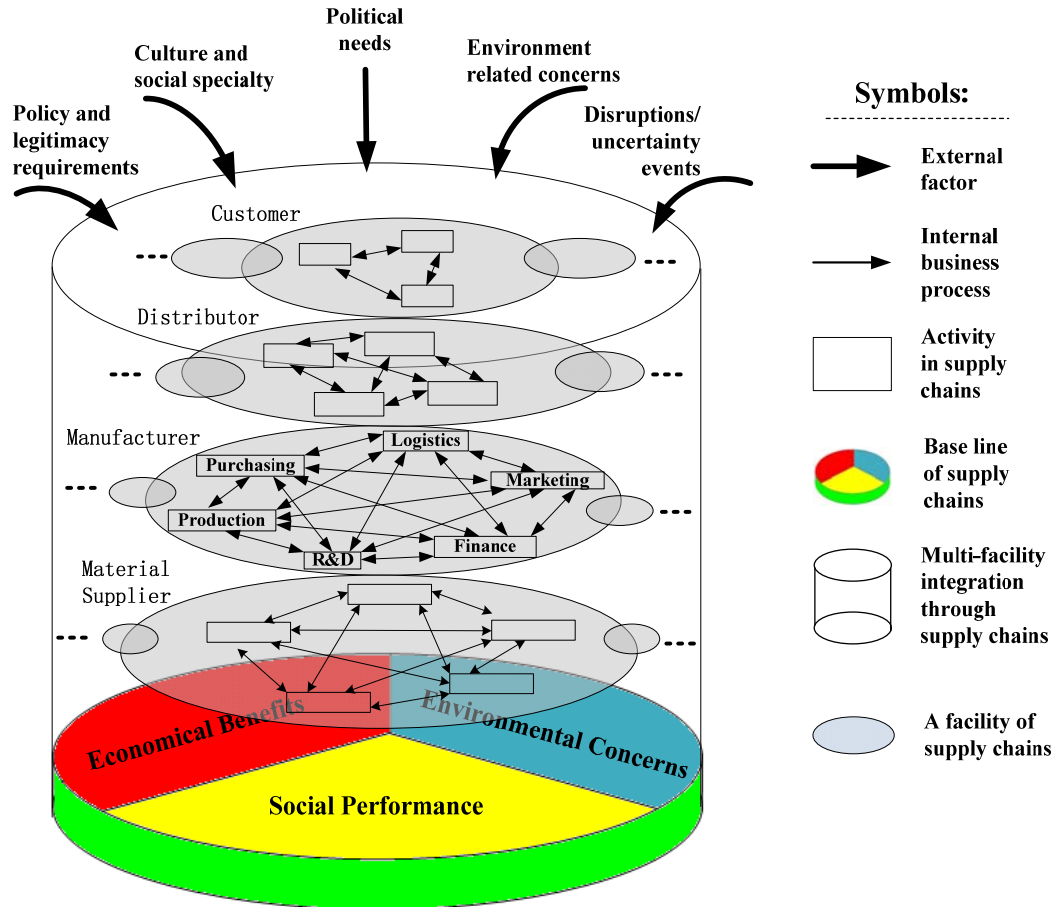 Political
needs
Culture and
social specialty
Environment
related concerns
Policy and
legitimacy
requirements
Disruptions/
uncertainty
events
Customer
Distributor
Manufacturer
Logistics
Purchasing
Marketing
Production
Finance
R&D
Material
Supplier
Economical Benefits
Environmental Concerns
Social Performance
Symbols:
External
factor
Internal
business
process
Activity
in supply
chains
Base line
of supply
chains
Multi-facility
integration
through
supply chains
A facility of
supply chains